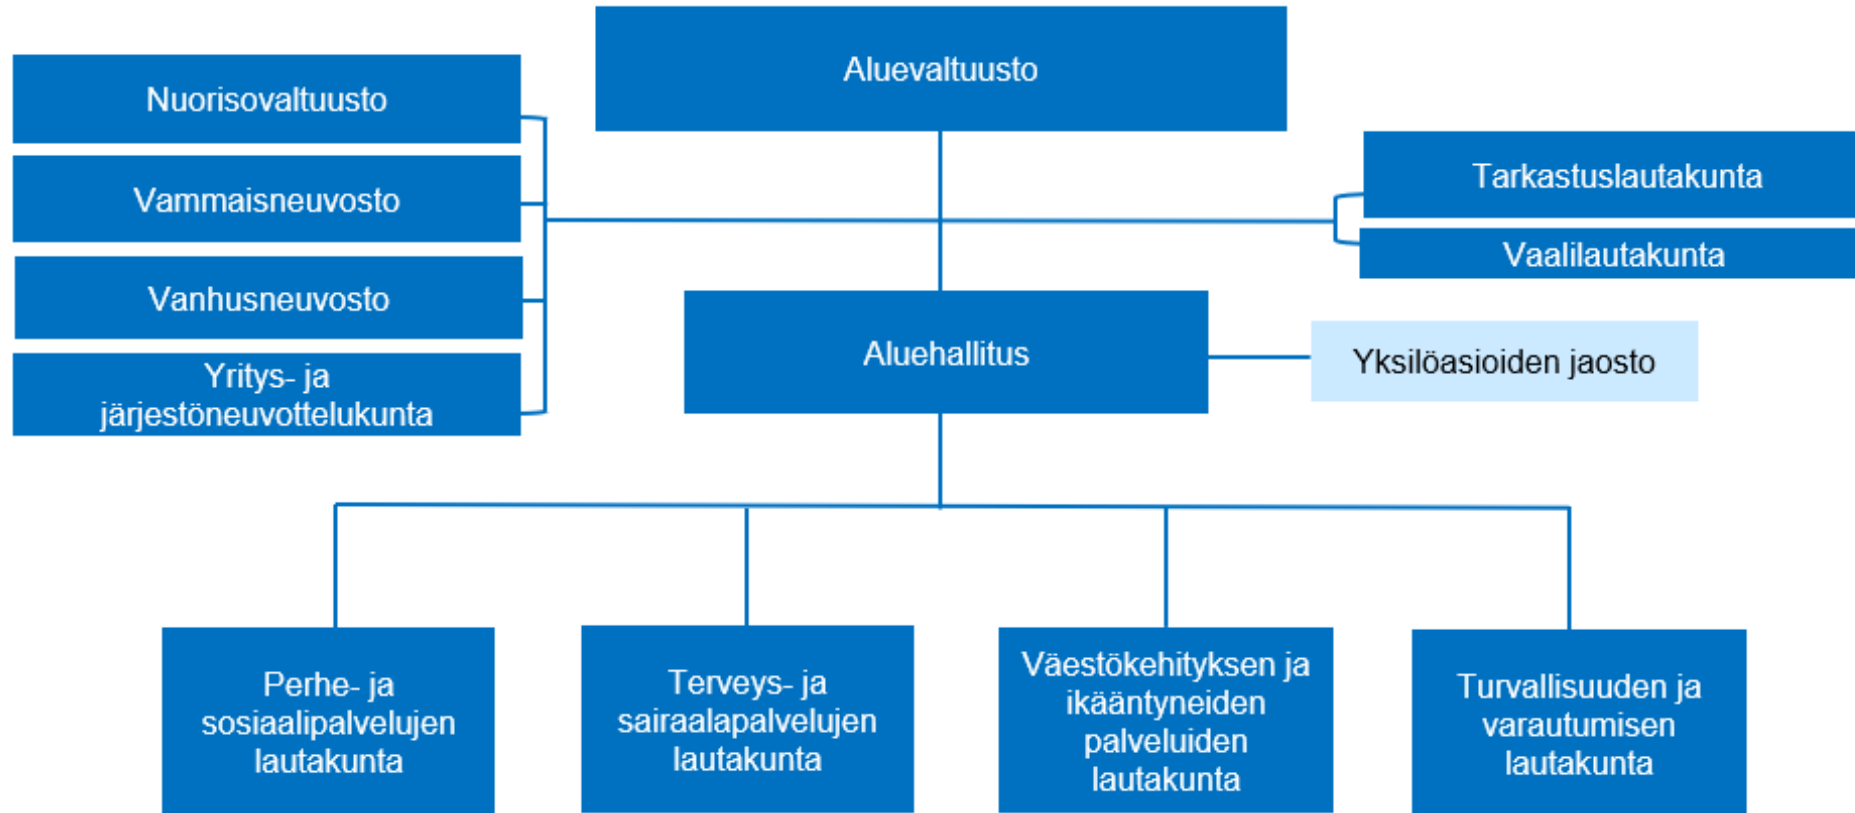 Aluevaltuusto
Nuorisovaltuusto
Vammaisneuvosto
Vanhusneuvosto
Yritys- ja
järjestöneuvottelukunta
Tarkastuslautakunta
Vaalilautakunta
Aluehallitus
Yksilöasioiden jaosto
Perhe- ja
sosiaalipalvelujen
lautakunta
Terveys- ja
sairaalapalvelujen
lautakunta
Väestökehityksen ja
ikääntyneiden
palveluiden
lautakunta
Turvallisuuden ja
varautumisen
lautakunta